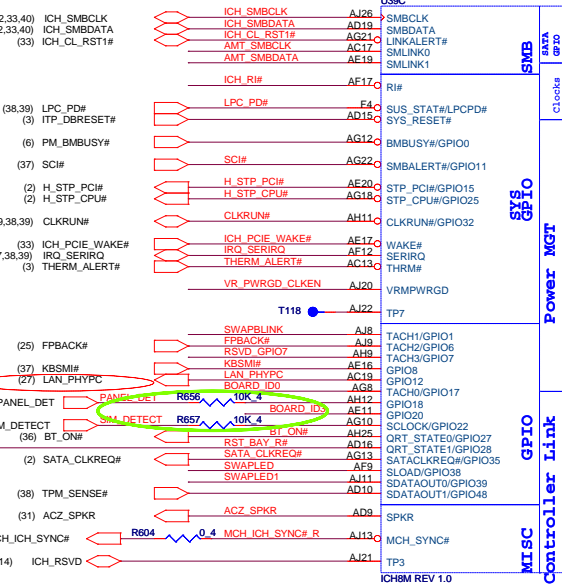 U39C
2,33,40) ICH_SMBCLK ICH_SMBCLK AJ26 SMBCLK
2,33,40) ICH_SMBDATA ICH_SMBDATA AD19 SMBDATA
(33) ICH_CL_RST1# ICH_CL_RST1# AG21 LINKALERT#
AMT_SMBCLK AC17 SMLINK0
AMT_SMBDATA AE19 SMLINK1
SMB
SATA GPIO
ICH_RI# AF17 RI#
Clocks
(38,39) LPC_PD# LPC_PD# F4 SUS_STAT#/LPCPD#
(3) ITP_DBRESET# AD15 SYS_RESET#
(6) PM_BMBUSY# AG12 BMBUSY#/GPIO0
(37) SCI# SCI# AG22 SMBALERT#/GPIO11
(2) H_STP_PCI# H_STP_PCI# AE20 STP_PCI#/GPIO15
(2) H_STP_CPU# H_STP_CPU# AG18 STP_CPU#/GPIO25
SYS GPIO
9,38,39) CLKRUN# CLKRUN# AH11 CLKRUN#/GPIO32
(33) ICH_PCIE_WAKE# ICH_PCIE_WAKE# AE17 WAKE#
7,38,39) IRQ_SERIRQ IRQ_SERIRQ AF12 SERIRQ
(3) THERM_ALERT# THERM_ALERT# AC13 THRM#
Power MGT
VR_PWRGD_CLKEN AJ20 VRMPWRGD
T118 AJ22 TP7
SWAPBLINK AJ8 TACH1/GPIO1
(25) FPBACK# FPBACK# AJ9 TACH2/GPIO6
RSVD_GPIO7 AH9 TACH3/GPIO7
(37) KBSMI# KBSMI# AE16 GPIO8
(27) LAN_PHYPC LAN_PHYPC AC19 GPIO12
BOARD_ID0 AG8 TACH0/GPIO17
PANEL_DET PANEL_DET R656 10K_4 AH12 GPIO18
BOARD_ID3 AE11 GPIO20
M_DETECT SIM_DETECT R657 10K_4 AG10 SCLOCK/GPIO22
(36) BT_ON# BT_ON# AH25 QRT_STATE0/GPIO27
RST_BAY_R# AD16 QRT_STATE1/GPIO28
(2) SATA_CLKREQ# SATA_CLKREQ# AG13 SATACLKREQ#/GPIO35
SWAPLED AF9 SLOAD/GPIO38
SWAPLED1 AJ11 SDATAOUT0/GPIO39
(38) TPM_SENSE# AD10 SDATAOUT1/GPIO48
GPIO
Controller Link
(31) ACZ_SPKR ACZ_SPKR AD9 SPKR
CH_ICH_SYNC# R604 0_4 MCH_ICH_SYNC#_R AJ13 MCH_SYNC#
14) ICH_RSVD AJ21 TP3
MISC
ICH8M REV 1.0